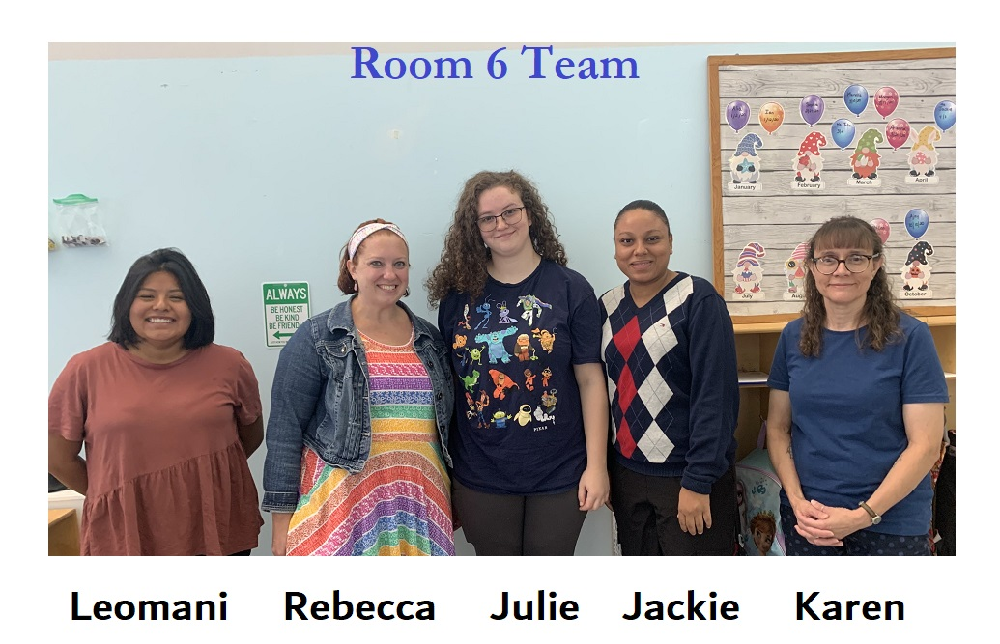 Room 6 Team
ALWAYS
BE HONEST
BE KIND
BE FRIENDLY
January
February
March
April
July
October
PIXAR
Leomani Rebecca Julie Jackie Karen